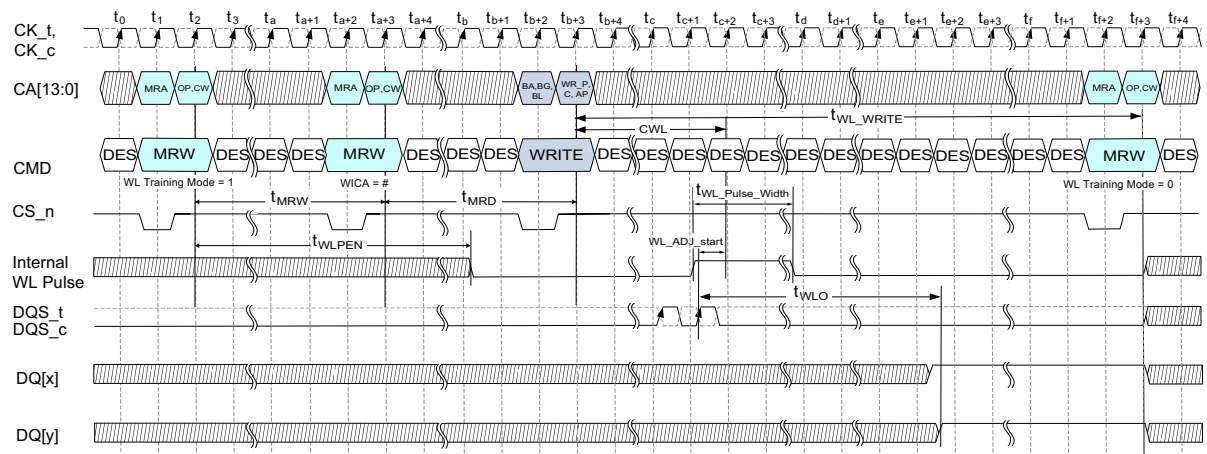 t0 t1 t2 t3 ta ta+1 ta+2 ta+3 ta+4 tb tb+1 tb+2 tb+3 tb+4 tc tc+1 tc+2 tc+3 td td+1 te te+1 te+2 te+3 tf tf+1 tf+2 tf+3 tf+4
CK_t,
CK_c
CA[13:0] MRA OP,CW MRA OP,CW BA,BG, BL WR_P, C, AP MRA OP,CW
tWL_WRITE
CWL
CMD DES MRW DES DES DES MRW DES DES DES WRITE DES DES DES DES DES DES DES DES DES DES DES DES DES MRW DES
WL Training Mode = 1 WICA = # WL Training Mode = 0
tMRW tMRD tWL_Pulse_Width
CS_n
tWLPEN WL_ADJ_start
Internal
WL Pulse
tWLO
DQS_t
DQS_c
DQ[x]
DQ[y]